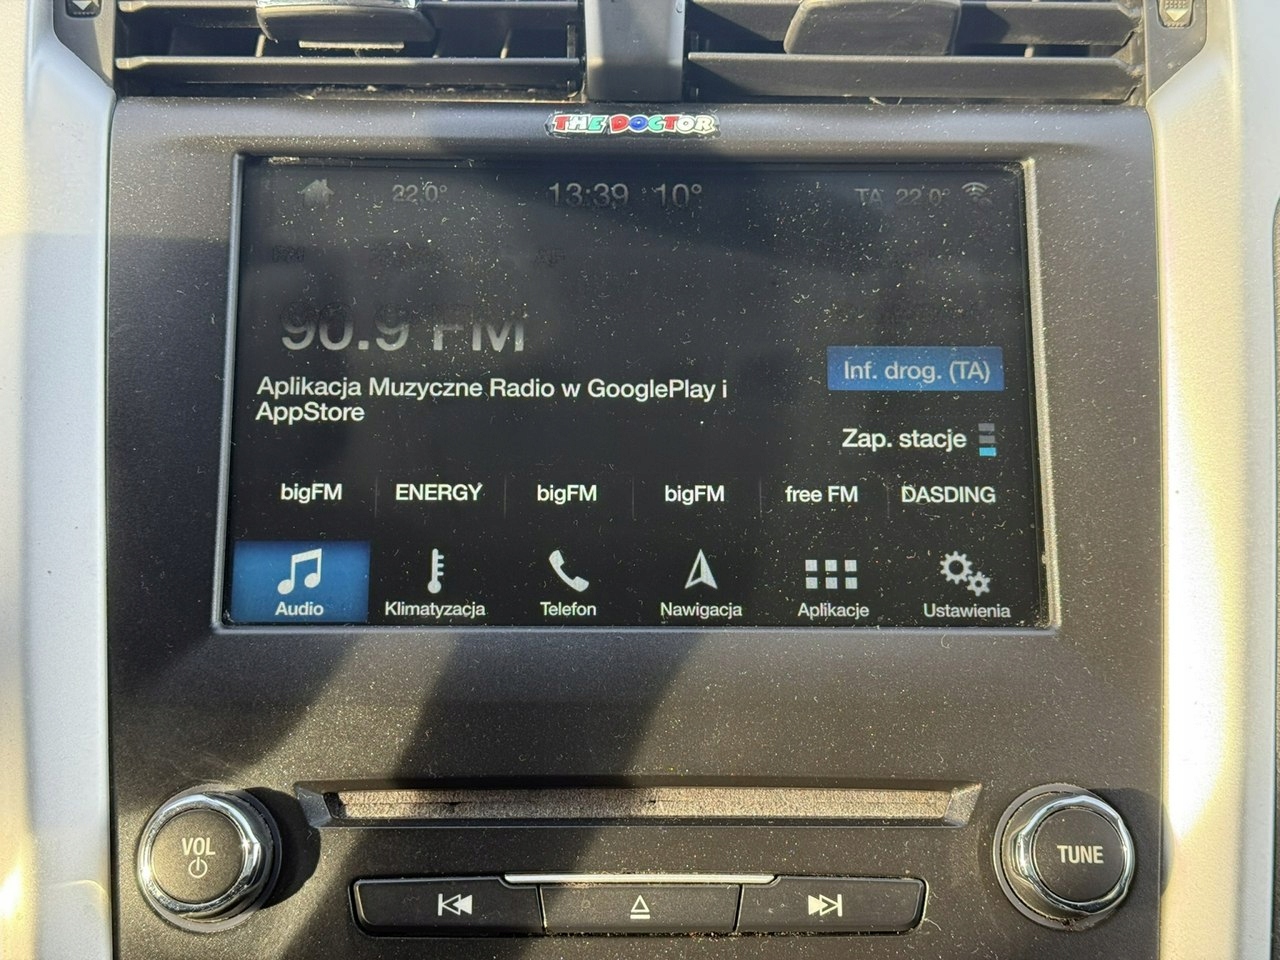 THE DOCTOR
22.0° 13:39 10° TA 22.0°
90.9 FM
Inf. drog. (TA)
Aplikacja Muzyczne Radio w GooglePlay i
AppStore
Zap. stacje
bigFM ENERGY bigFM bigFM free FM DASDING
Audio Klimatyzacja Telefon Nawigacja Aplikacje Ustawienia
VOL
TUNE